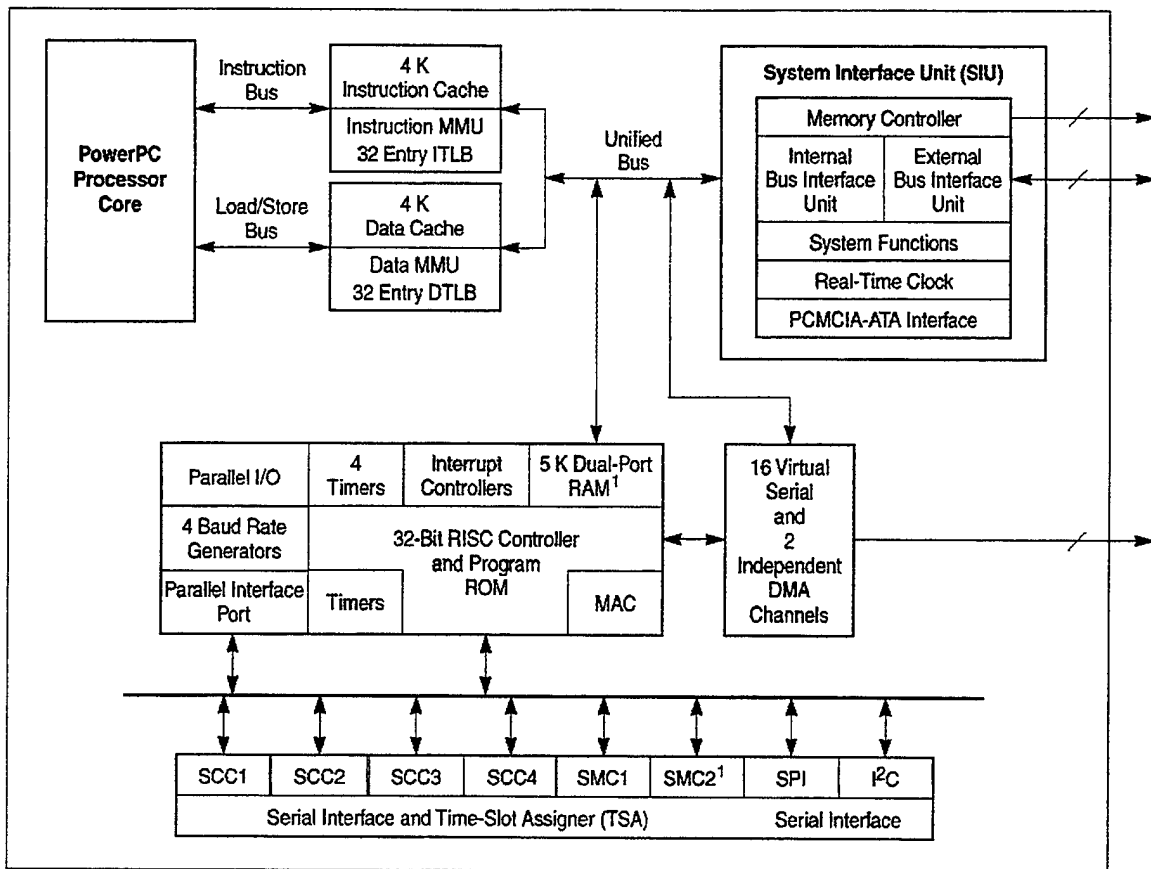 Instruction
Bus
PowerPC
Processor
Core
Load/Store
Bus
4 K
Instruction Cache
Instruction MMU
32 Entry ITLB
4 K
Data Cache
Data MMU
32 Entry DTLB
Unified
Bus
System Interface Unit (SIU)
Memory Controller
Internal
Bus Interface
Unit
External
Bus Interface
Unit
System Functions
Real-Time Clock
PCMCIA-ATA Interface
Parallel I/O
4
Timers
Interrupt
Controllers
5 K Dual-Port
RAM¹
4 Baud Rate
Generators
32-Bit RISC Controller
and Program
ROM
Parallel Interface
Port
Timers
MAC
16 Virtual
Serial
and
2
Independent
DMA
Channels
SCC1
SCC2
SCC3
SCC4
SMC1
SMC2¹
SPI
I²C
Serial Interface and Time-Slot Assigner (TSA)
Serial Interface